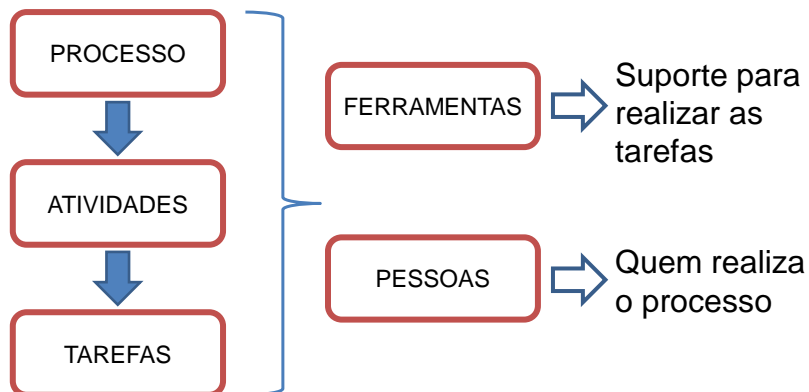 PROCESSO
ATIVIDADES
TAREFAS
FERRAMENTAS
Suporte para
realizar as
tarefas
PESSOAS
Quem realiza
o processo